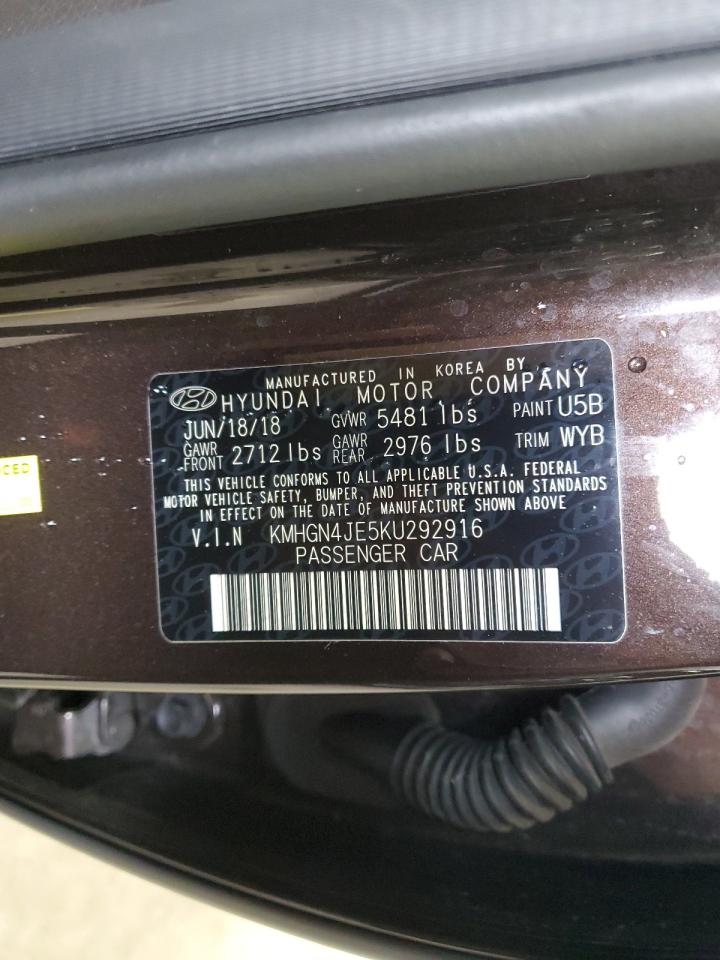 MANUFACTURED IN KOREA BY
HYUNDAI MOTOR COMPANY
JUN/18/18 GVWR 5481 lbs PAINT U5B
GAWR FRONT 2712 lbs GAWR REAR 2976 lbs TRIM WYB
THIS VEHICLE CONFORMS TO ALL APPLICABLE U.S.A. FEDERAL
MOTOR VEHICLE SAFETY, BUMPER, AND THEFT PREVENTION STANDARDS
IN EFFECT ON THE DATE OF MANUFACTURE SHOWN ABOVE
V.I.N KMHGN4JE5KU292916
PASSENGER CAR